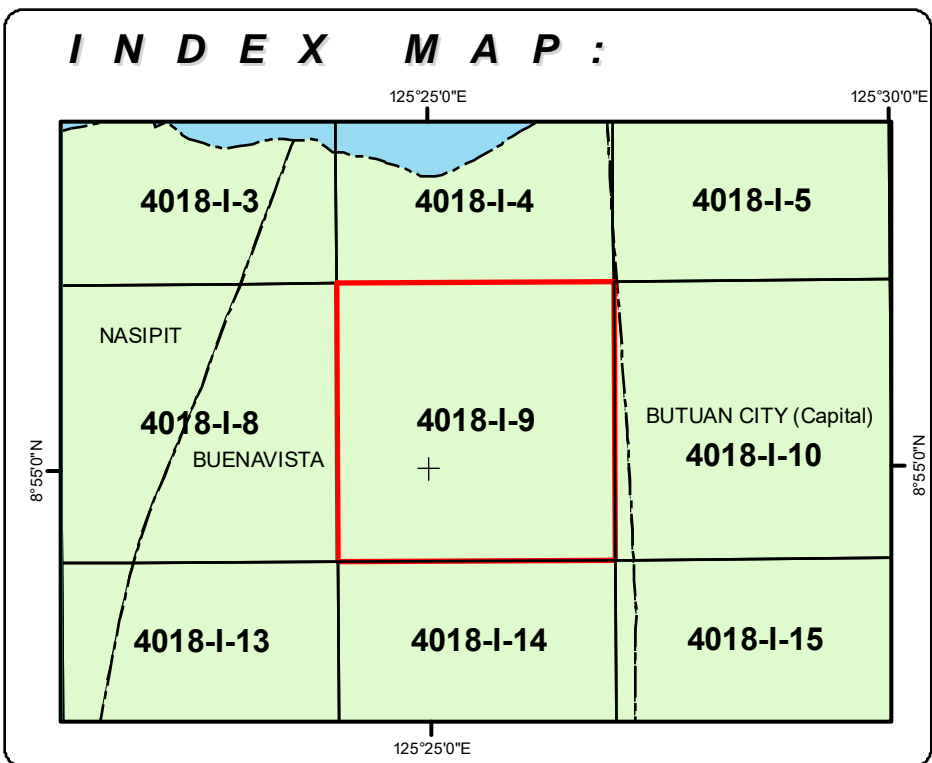 INDEX MAP:
125°25'0"E
125°30'0"E
4018-I-3
4018-I-4
4018-I-5
NASIPIT
4018-I-8
4018-I-9
BUTUAN CITY (Capital)
4018-I-10
BUENAVISTA
8°55'0"N
8°55'0"N
4018-I-13
4018-I-14
4018-I-15
125°25'0"E